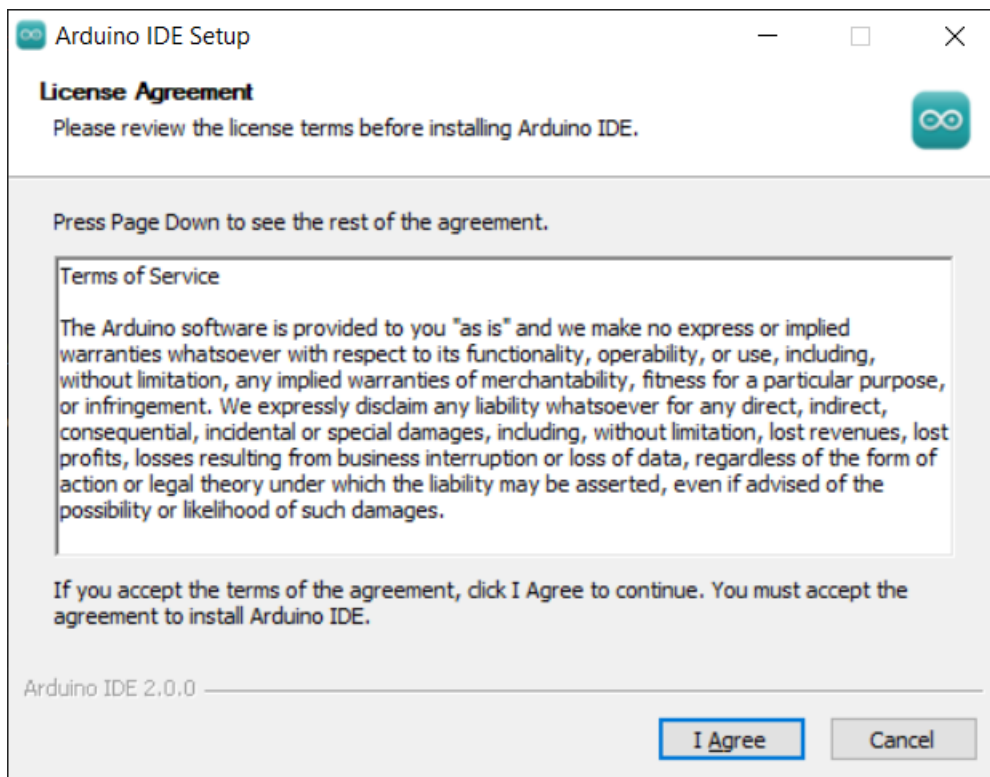 Arduino IDE Setup
License Agreement
Please review the license terms before installing Arduino IDE.
Press Page Down to see the rest of the agreement.
Terms of Service
The Arduino software is provided to you "as is" and we make no express or implied
warranties whatsoever with respect to its functionality, operability, or use, including,
without limitation, any implied warranties of merchantability, fitness for a particular purpose,
or infringement. We expressly disclaim any liability whatsoever for any direct, indirect,
consequential, incidental or special damages, including, without limitation, lost revenues, lost
profits, losses resulting from business interruption or loss of data, regardless of the form of
action or legal theory under which the liability may be asserted, even if advised of the
possibility or likelihood of such damages.
If you accept the terms of the agreement, click I Agree to continue. You must accept the
agreement to install Arduino IDE.
Arduino IDE 2.0.0
I Agree
Cancel